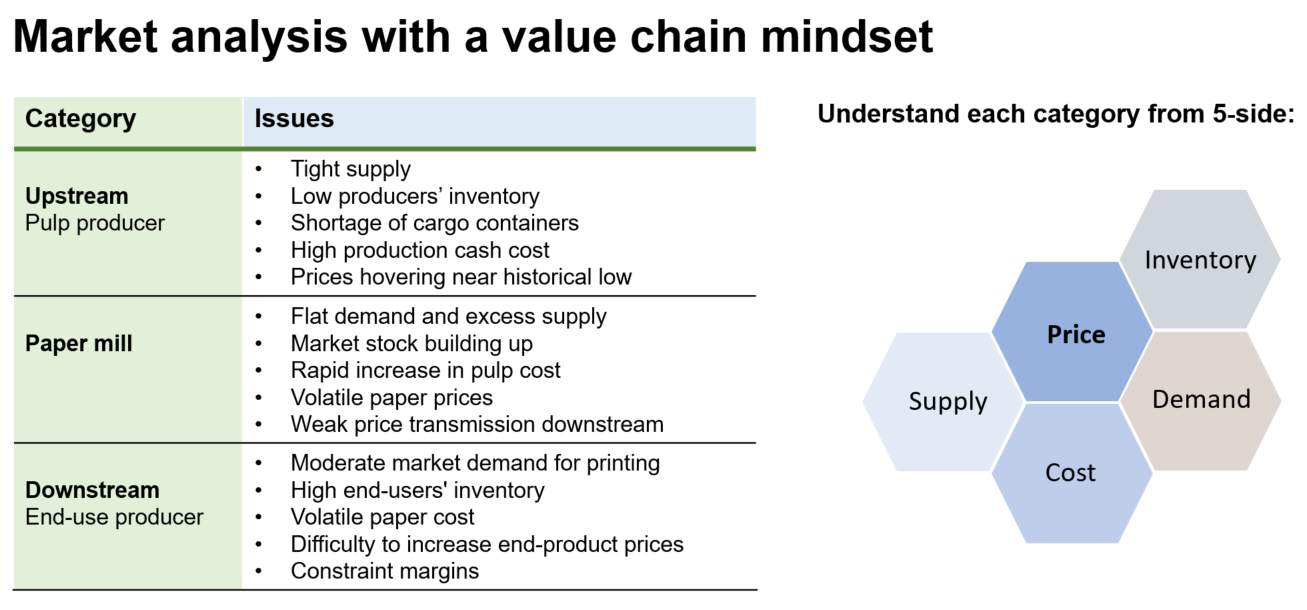 Market analysis with a value chain mindset
Category
Issues
Upstream
Pulp producer
• Tight supply
• Low producers’ inventory
• Shortage of cargo containers
• High production cash cost
• Prices hovering near historical low
Paper mill
• Flat demand and excess supply
• Market stock building up
• Rapid increase in pulp cost
• Volatile paper prices
• Weak price transmission downstream
Downstream
End-use producer
• Moderate market demand for printing
• High end-users' inventory
• Volatile paper cost
• Difficulty to increase end-product prices
• Constraint margins
Understand each category from 5-side:
Inventory
Price
Supply
Demand
Cost